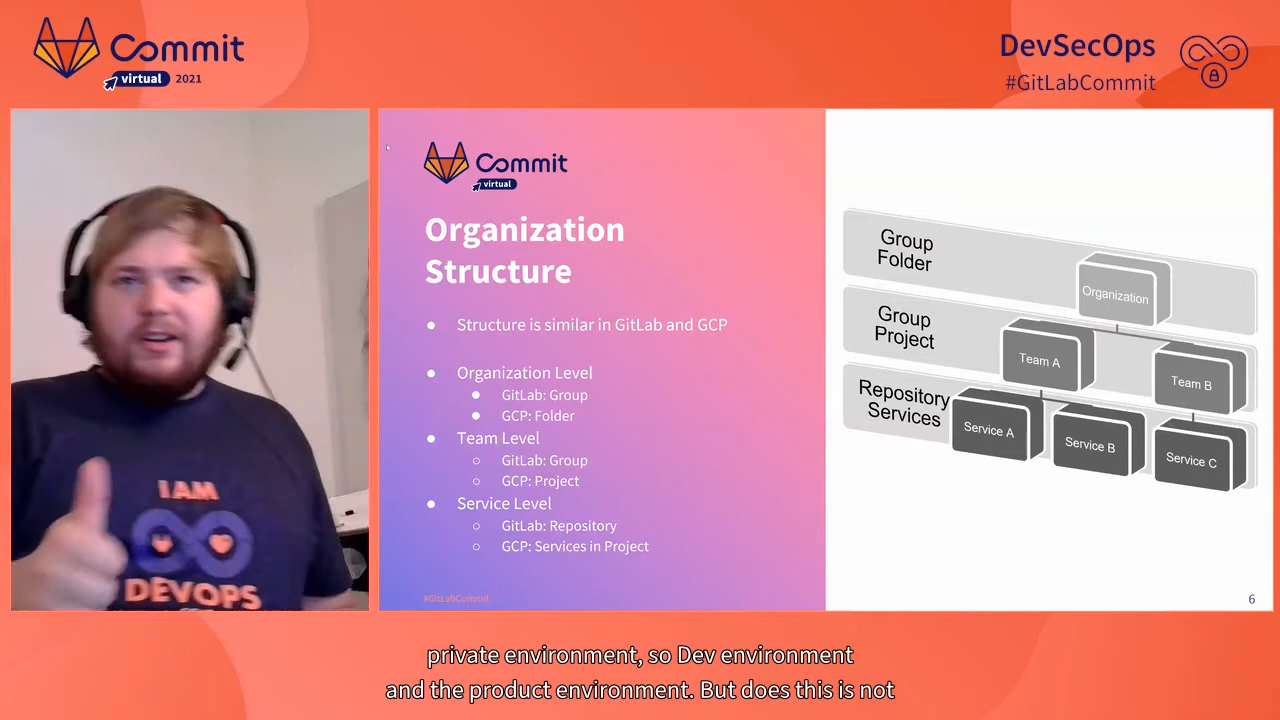 Commit
virtual 2021
DevSecOps
#GitLabCommit
I AM
DEVOPS
Commit
virtual
Organization
Structure
Structure is similar in GitLab and GCP
Organization Level
GitLab: Group
GCP: Folder
Team Level
GitLab: Group
GCP: Project
Service Level
GitLab: Repository
GCP: Services in Project
#GitLabCommit
Group
Folder
Organization
Group
Project
Team A
Team B
Repository
Services
Service A
Service B
Service C
6
private environment, so Dev environment
and the product environment. But does this is not